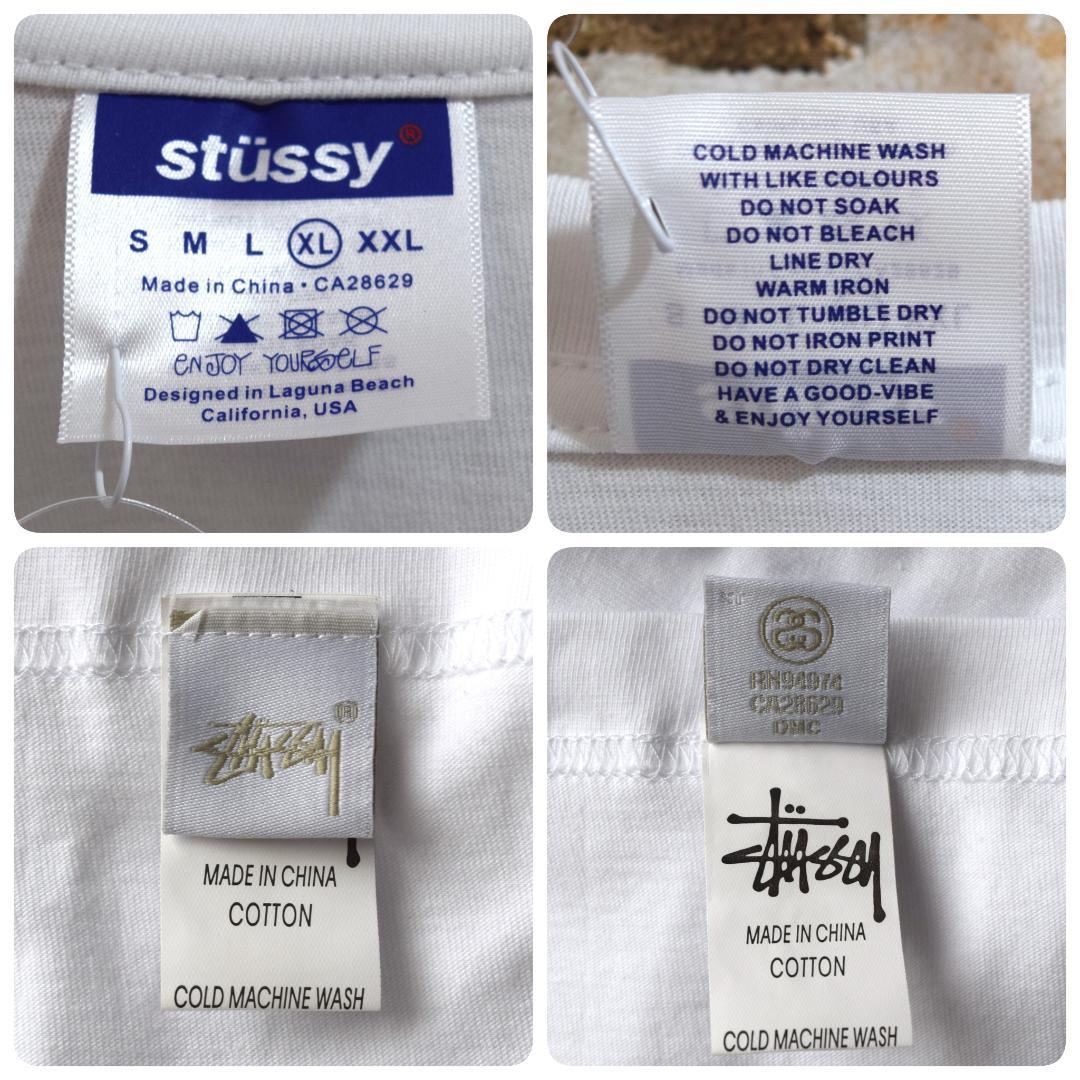 stüssy®
S M L XL XXL
Made in China • CA28629
ENJOY YOURSELF
Designed in Laguna Beach
California, USA
COLD MACHINE WASH
WITH LIKE COLOURS
DO NOT SOAK
DO NOT BLEACH
LINE DRY
WARM IRON
DO NOT TUMBLE DRY
DO NOT IRON PRINT
DO NOT DRY CLEAN
HAVE A GOOD-VIBE
& ENJOY YOURSELF
Stussy®
MADE IN CHINA
COTTON
COLD MACHINE WASH
RN94974
CA28629
DMC
Stüssy
MADE IN CHINA
COTTON
COLD MACHINE WASH